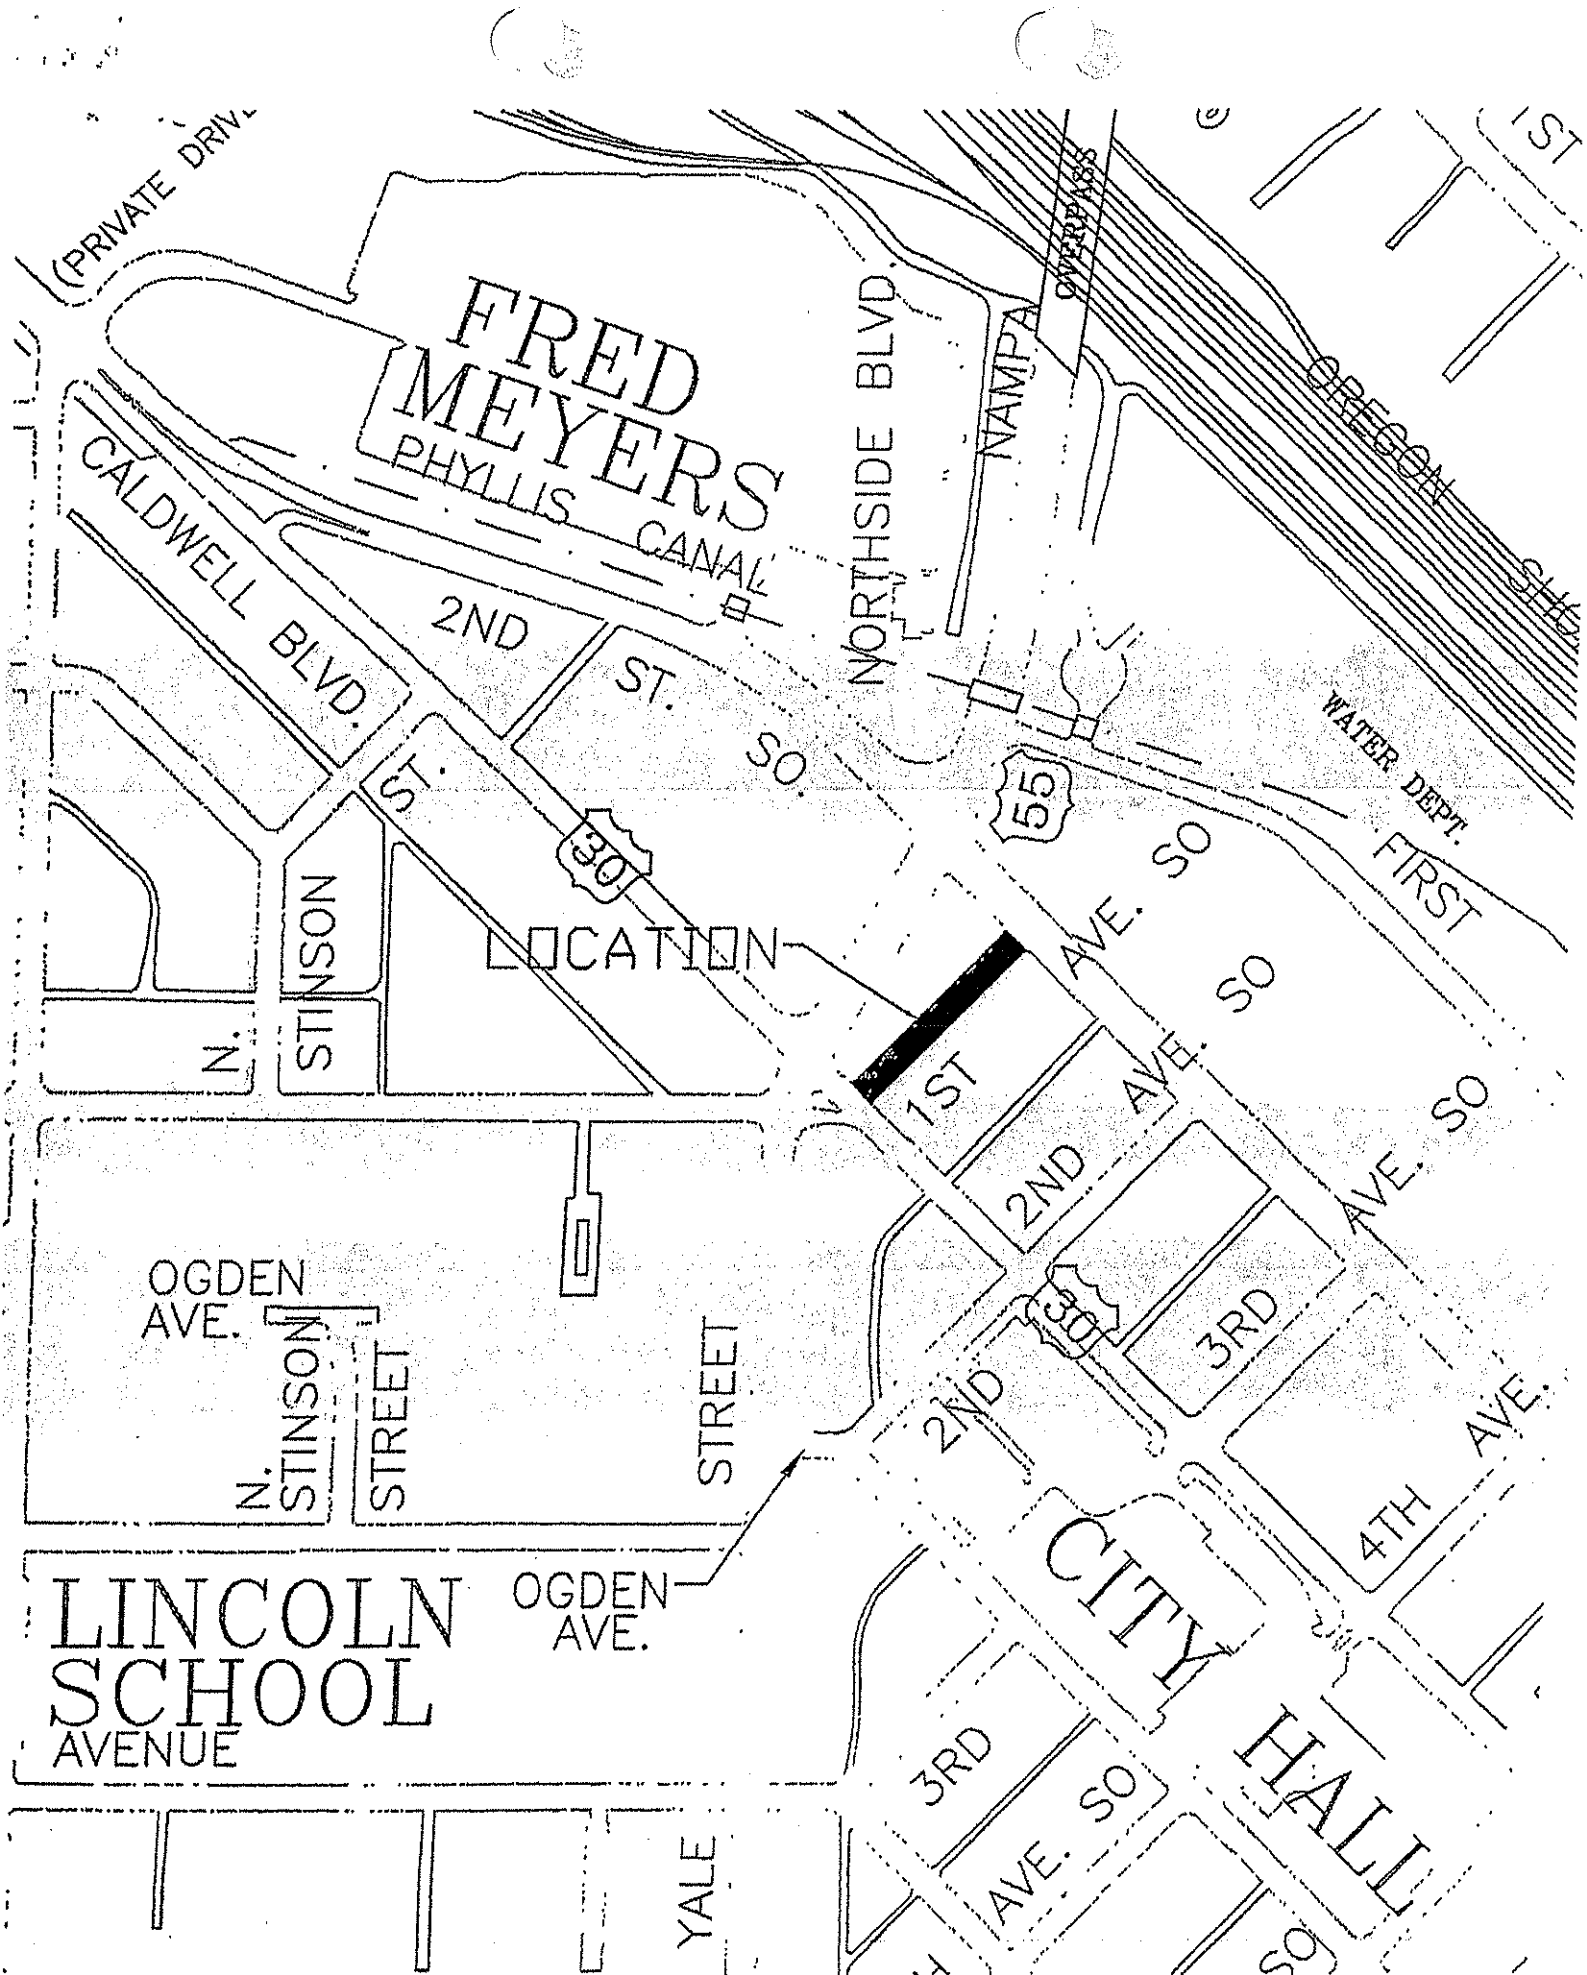 (PRIVATE
1ST
OVERPASS
FRED
MEYERS
NORTHSIDE BLVD.
NAMPA
OREGON
PHYLLIS CANAL
CALDWELL BLVD.
2ND ST. SO.
WATER DEPT.
55
FIRST
ST.
30
AVE. SO
LOCATION
N. STINSON
1ST AVE. SO
2ND AVE. SO
OGDEN
AVE.
30
3RD AVE.
2ND
N.
STINSON
STREET
STREET
4TH
CITY HALL
OGDEN
AVE.
LINCOLN
SCHOOL
AVENUE
3RD
AVE. SO
YALE
SO